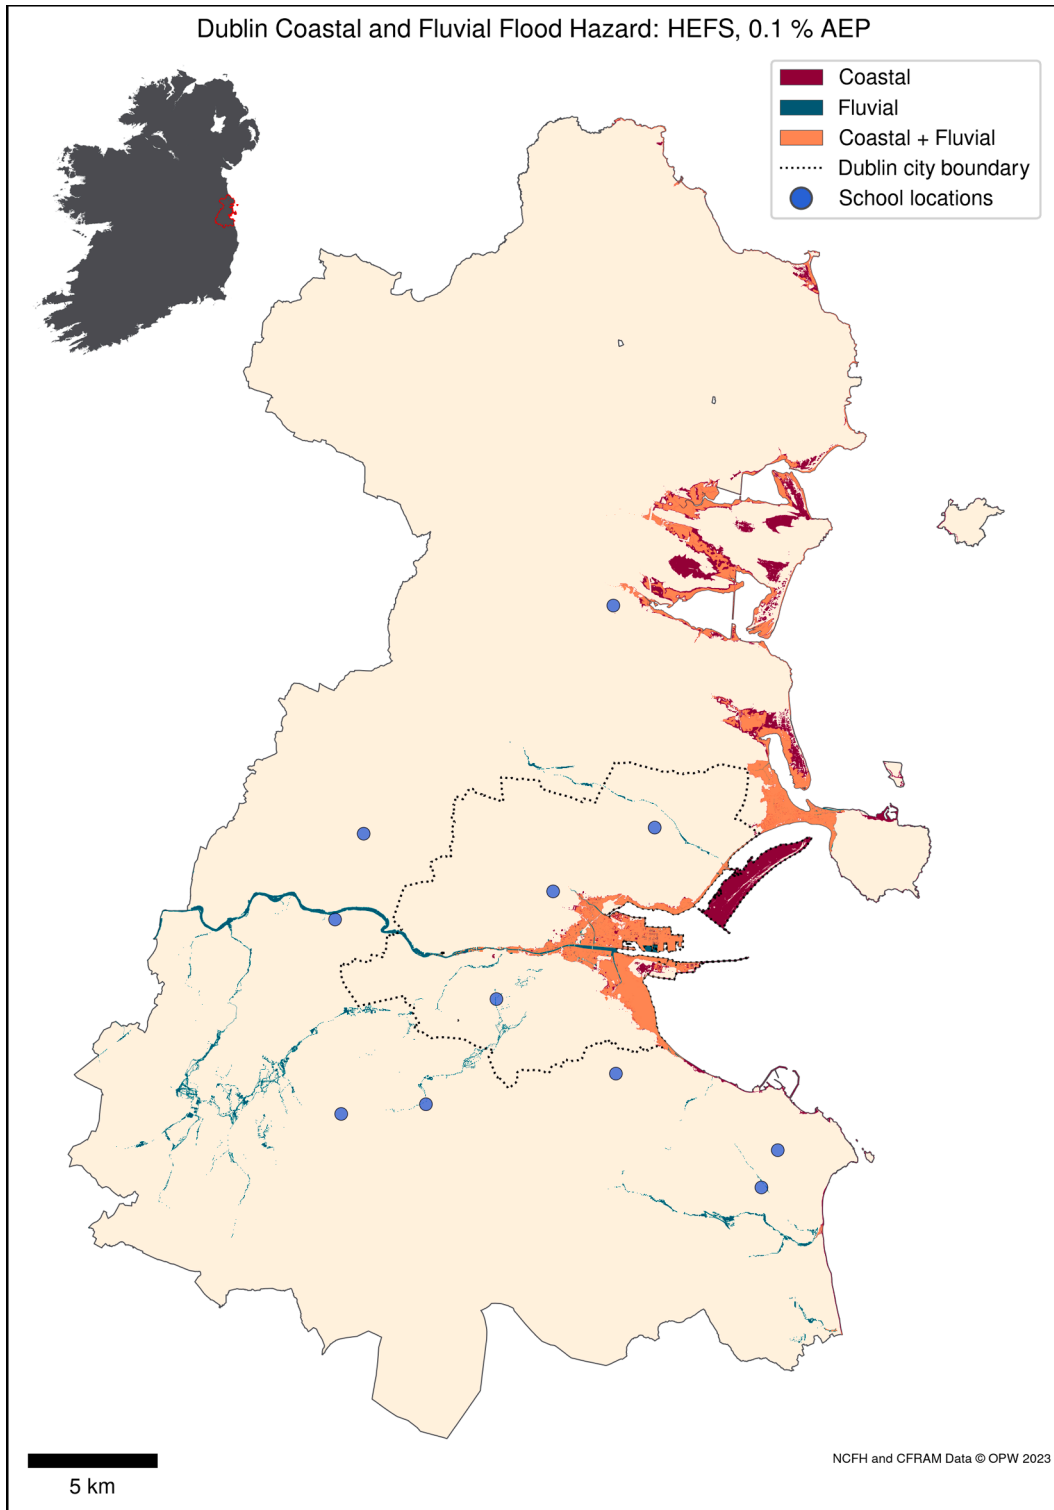 Dublin Coastal and Fluvial Flood Hazard: HEFS, 0.1 % AEP
Coastal
Fluvial
Coastal + Fluvial
Dublin city boundary
School locations
5 km
NCFH and CFRAM Data © OPW 2023